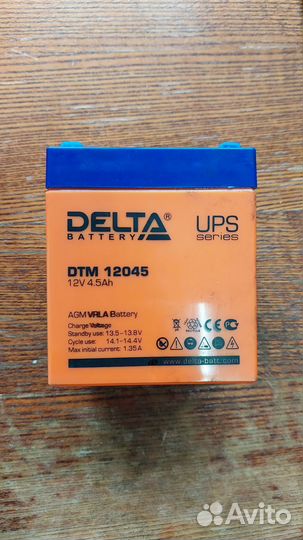 DELTA®
BATTERY
UPS
series
DTM 12045
12V 4.5Ah
AGM VRLA Battery
Charge Voltage
Standby use: 13.5-13.8V
Cycle use: 14.1-14.4V
Max initial current: 1.35 A
www.delta-batt.com
Avito